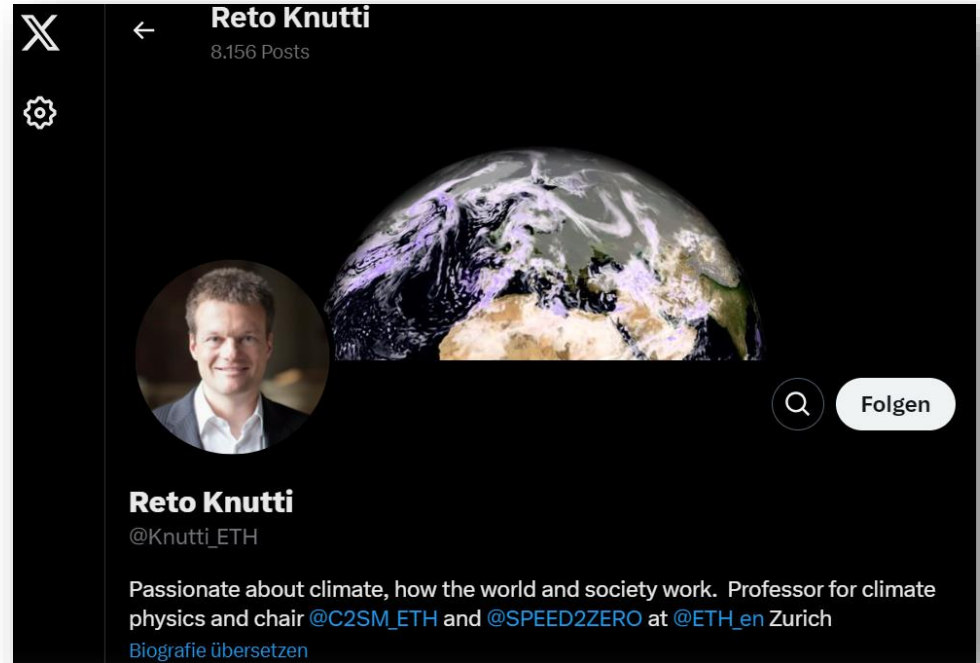 Reto Knutti
8.156 Posts
Folgen
Reto Knutti
@Knutti_ETH
Passionate about climate, how the world and society work. Professor for climate
physics and chair @C2SM_ETH and @SPEED2ZERO at @ETH_en Zurich
Biografie übersetzen